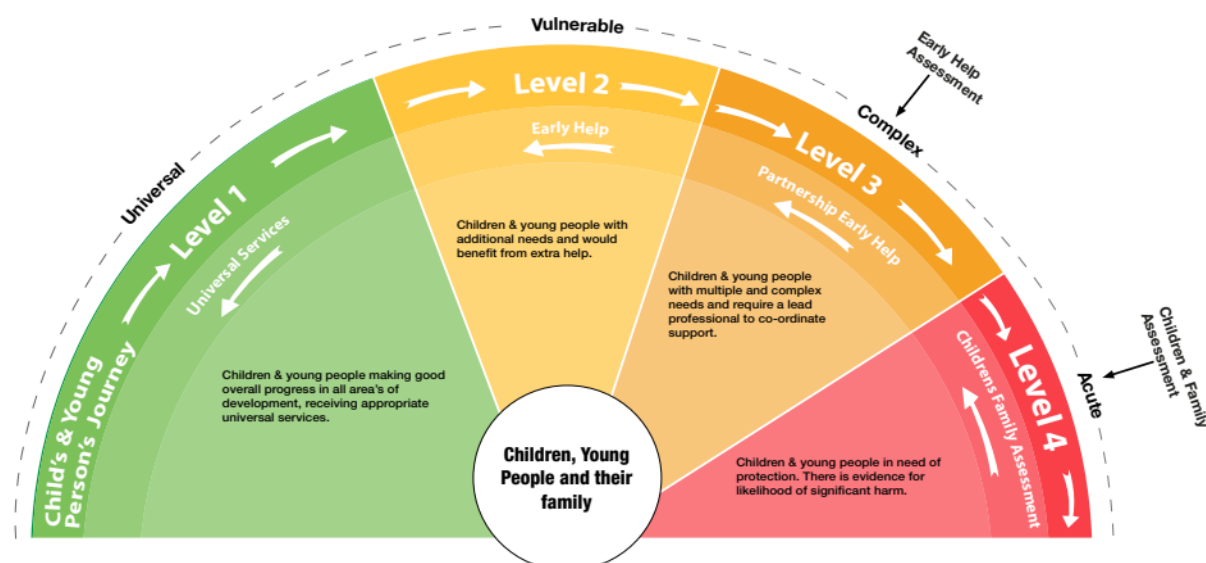 Universal
Vulnerable
Complex
Acute
Early Help
Assessment
Children & Family
Assessment
Child's & Young
Person's Journey
Level 1
Universal Services
Children & young people making good
overall progress in all area's of
development, receiving appropriate
universal services.
Level 2
Early Help
Children & young people with
additional needs and would
benefit from extra help.
Level 3
Partnership Early Help
Children & young people
with multiple and complex
needs and require a lead
professional to co-ordinate
support.
Level 4
Childrens Family Assessment
Children & young people in need of
protection. There is evidence for
likelihood of significant harm.
Children, Young
People and their
family